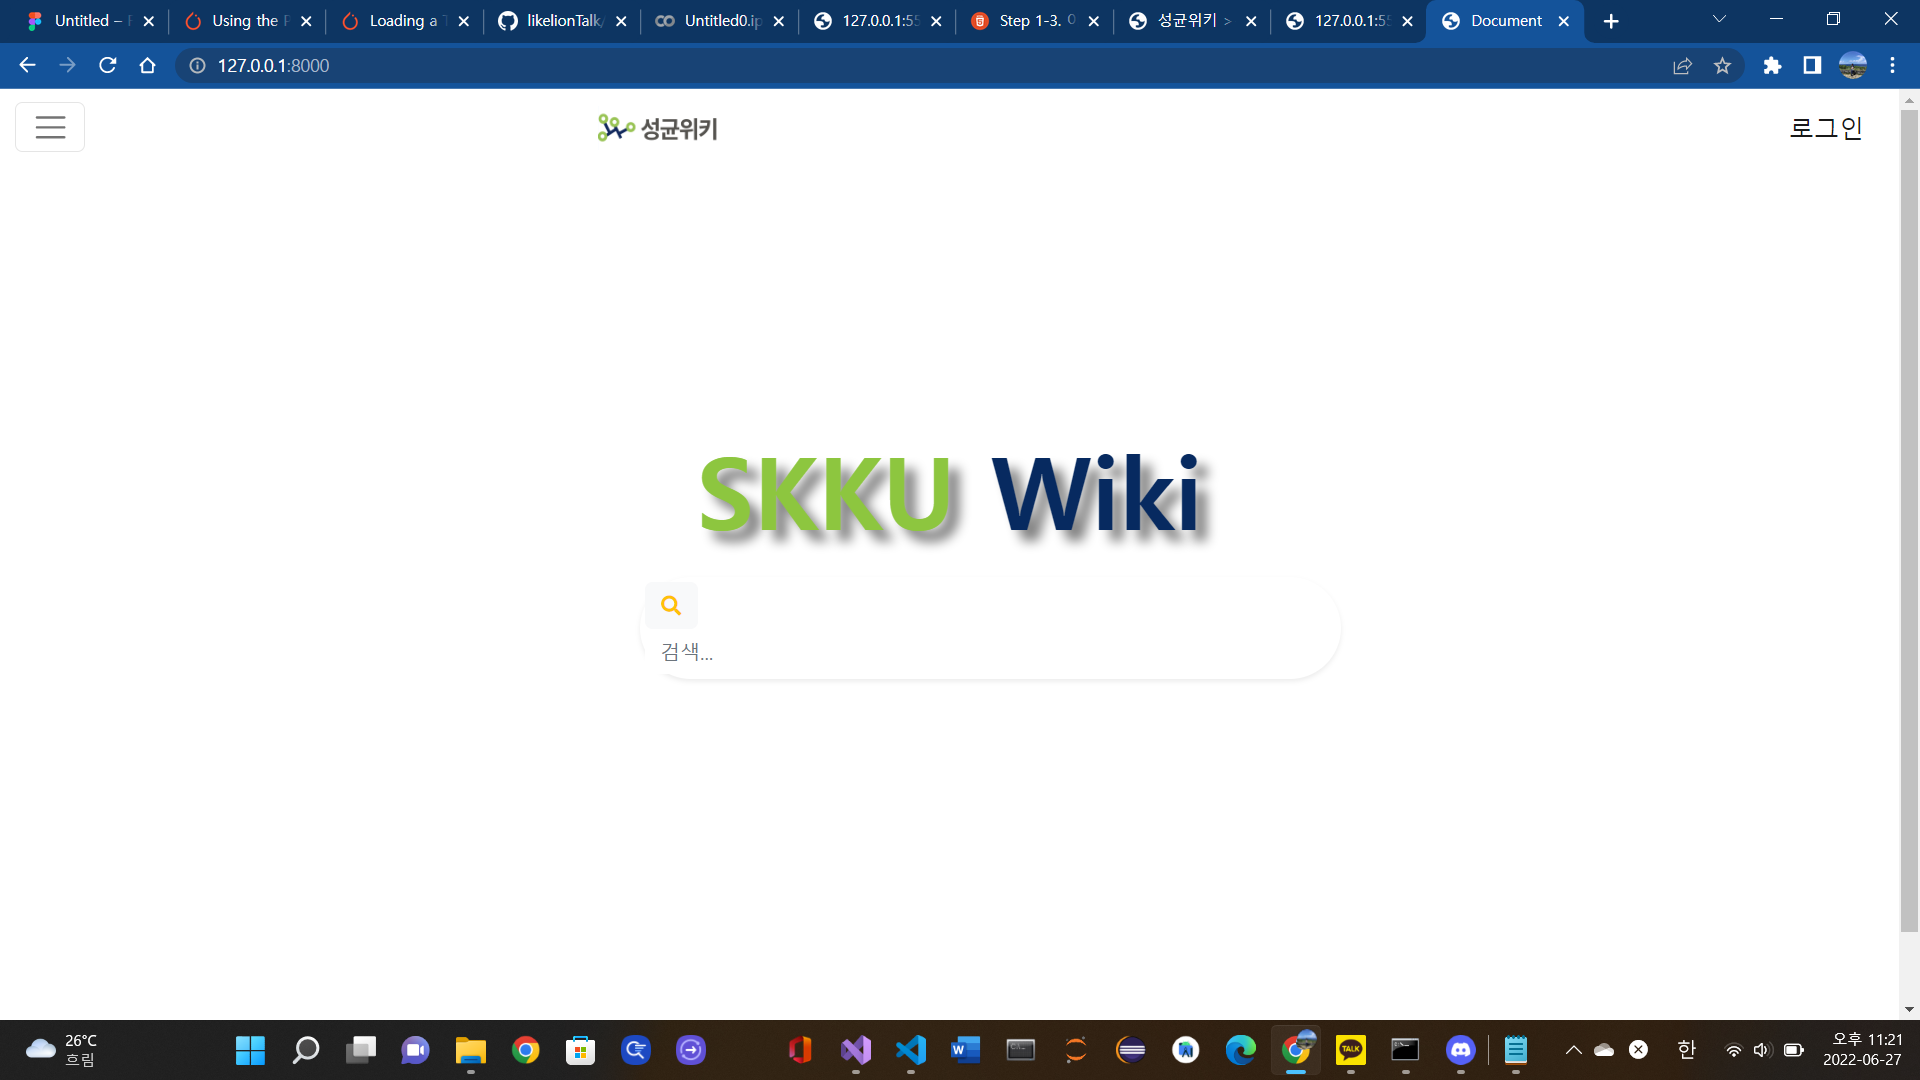 Untitled – F
Using the P
Loading a T
likelionTalk/
Untitled0.ip
127.0.0.1:55
Step 1-3. 0
성균위키 >
127.0.0.1:55
Document
127.0.0.1:8000
성균위키
로그인
SKKU Wiki
검색...
26°C
흐림
TALK
한
오후 11:21
2022-06-27